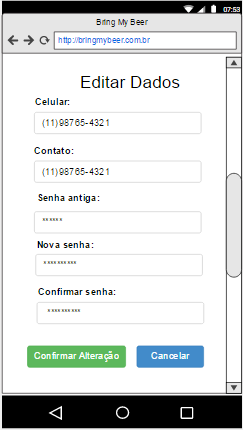 07:53
Bring My Beer
http://bringmybeer.com.br
Editar Dados
Celular:
(11)98765-4321
Contato:
(11)98765-4321
Senha antiga:
******
Nova senha:
**********
Confirmar senha:
**********
Confirmar Alteração Cancelar